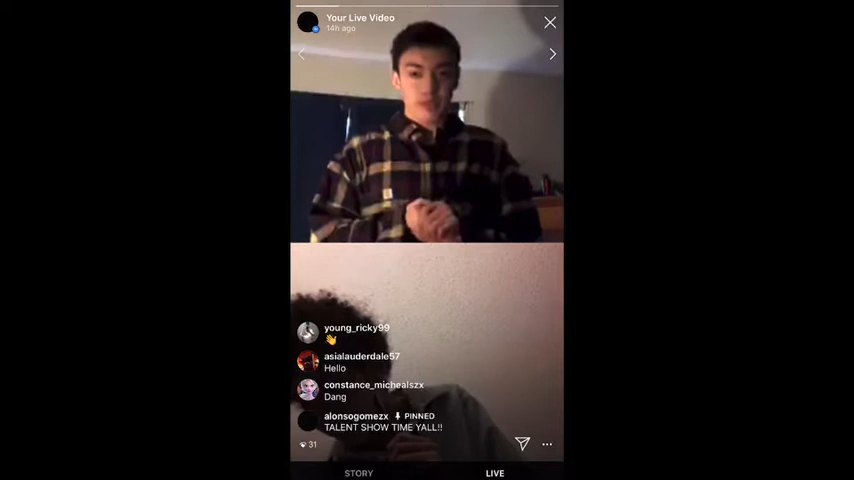 Your Live Video
14h ago
young_ricky99
👋
asialauderdale57
Hello
constance_michealszx
Dang
alonsogomezx PINNED
TALENT SHOW TIME YALL!!
31
STORY LIVE